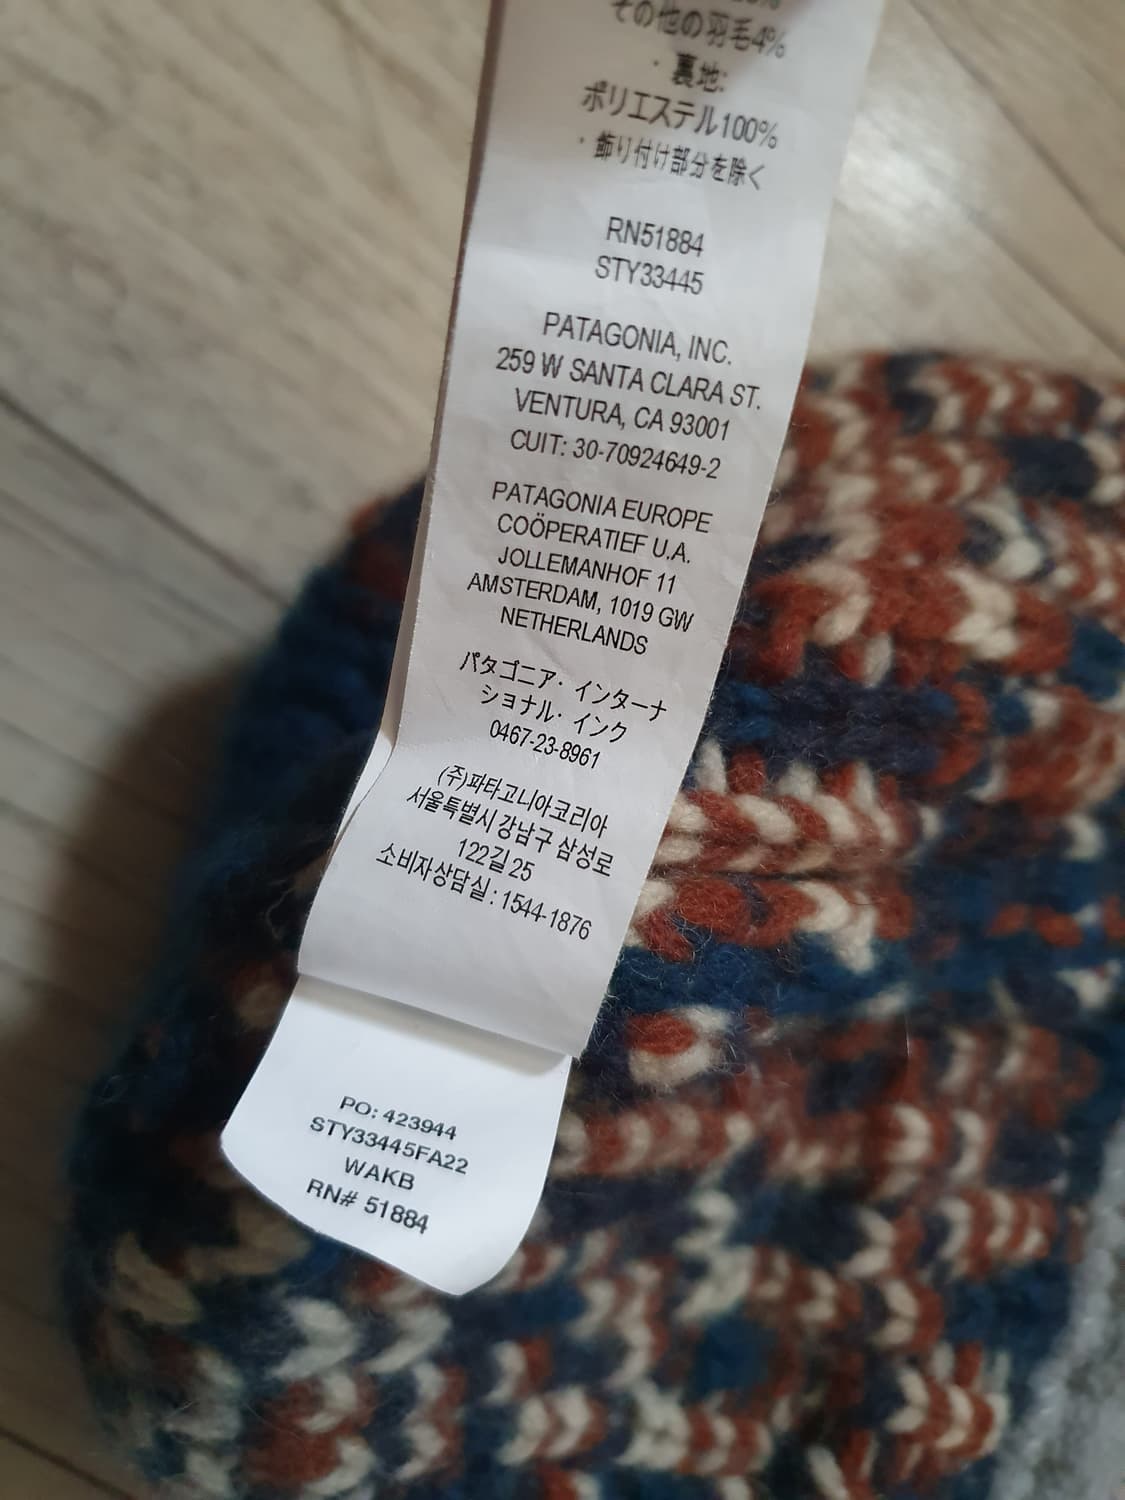 その他の羽毛4%
・裏地:
ポリエステル100%
・飾り付け部分を除く
RN51884
STY33445
PATAGONIA, INC.
259 W SANTA CLARA ST.
VENTURA, CA 93001
CUIT: 30-70924649-2
PATAGONIA EUROPE
COÖPERATIEF U.A.
JOLLEMANHOF 11
AMSTERDAM, 1019 GW
NETHERLANDS
パタゴニア・インターナ
ショナル・インク
0467-23-8961
(주)파타고니아코리아
서울특별시 강남구 삼성로
122길 25
소비자상담실: 1544-1876
PO: 423944
STY33445FA22
WAKB
RN# 51884